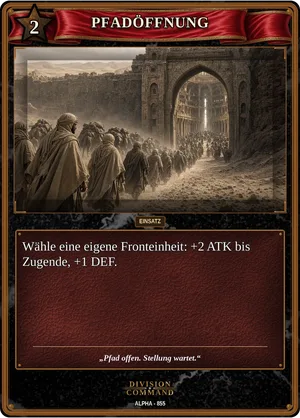 2
PFADÖFFNUNG
EINSATZ
Wähle eine eigene Fronteinheit: +2 ATK bis
Zugende, +1 DEF.
„Pfad offen. Stellung wartet.“
DIVISION
COMMAND
ALPHA - 855